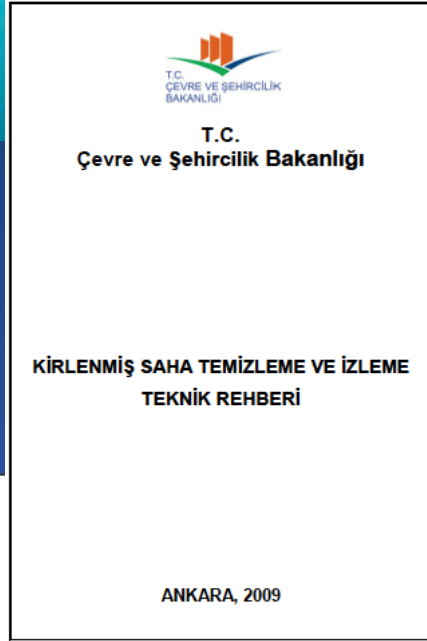 T.C.
ÇEVRE VE ŞEHİRCİLİK
BAKANLIĞI
T.C.
Çevre ve Şehircilik Bakanlığı
KİRLENMİŞ SAHA TEMİZLEME VE İZLEME
TEKNİK REHBERİ
ANKARA, 2009